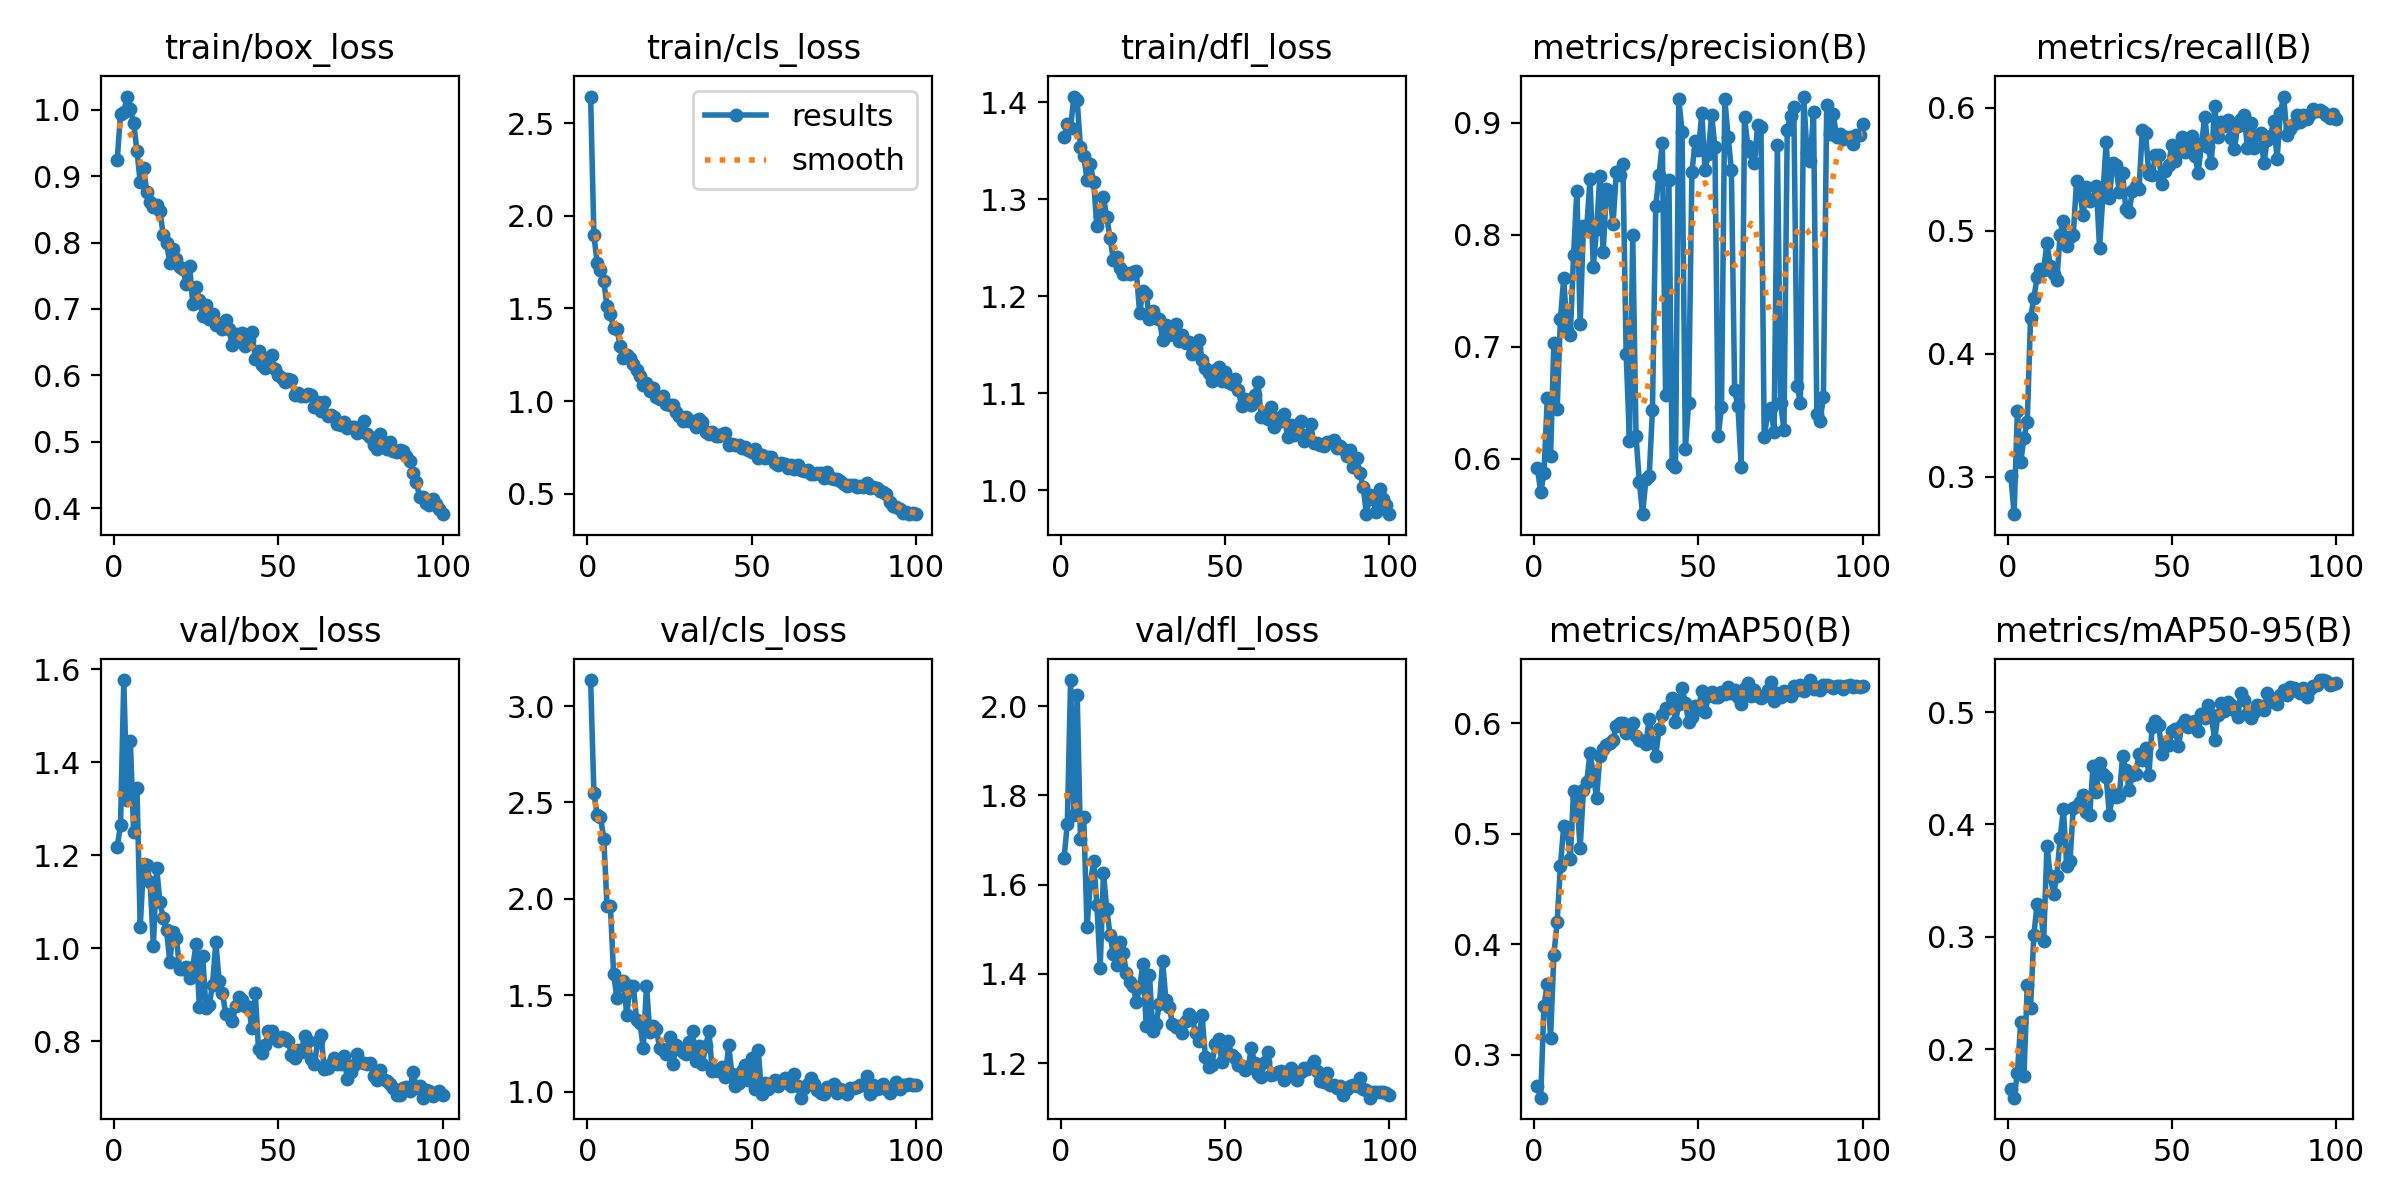 train/box_loss
1.0
0.9
0.8
0.7
0.6
0.5
0.4
0 50 100
train/cls_loss
results
smooth
2.5
2.0
1.5
1.0
0.5
0 50 100
train/dfl_loss
1.4
1.3
1.2
1.1
1.0
0 50 100
metrics/precision(B)
0.9
0.8
0.7
0.6
0 50 100
metrics/recall(B)
0.6
0.5
0.4
0.3
0 50 100
val/box_loss
1.6
1.4
1.2
1.0
0.8
0 50 100
val/cls_loss
3.0
2.5
2.0
1.5
1.0
0 50 100
val/dfl_loss
2.0
1.8
1.6
1.4
1.2
0 50 100
metrics/mAP50(B)
0.6
0.5
0.4
0.3
0 50 100
metrics/mAP50-95(B)
0.5
0.4
0.3
0.2
0 50 100